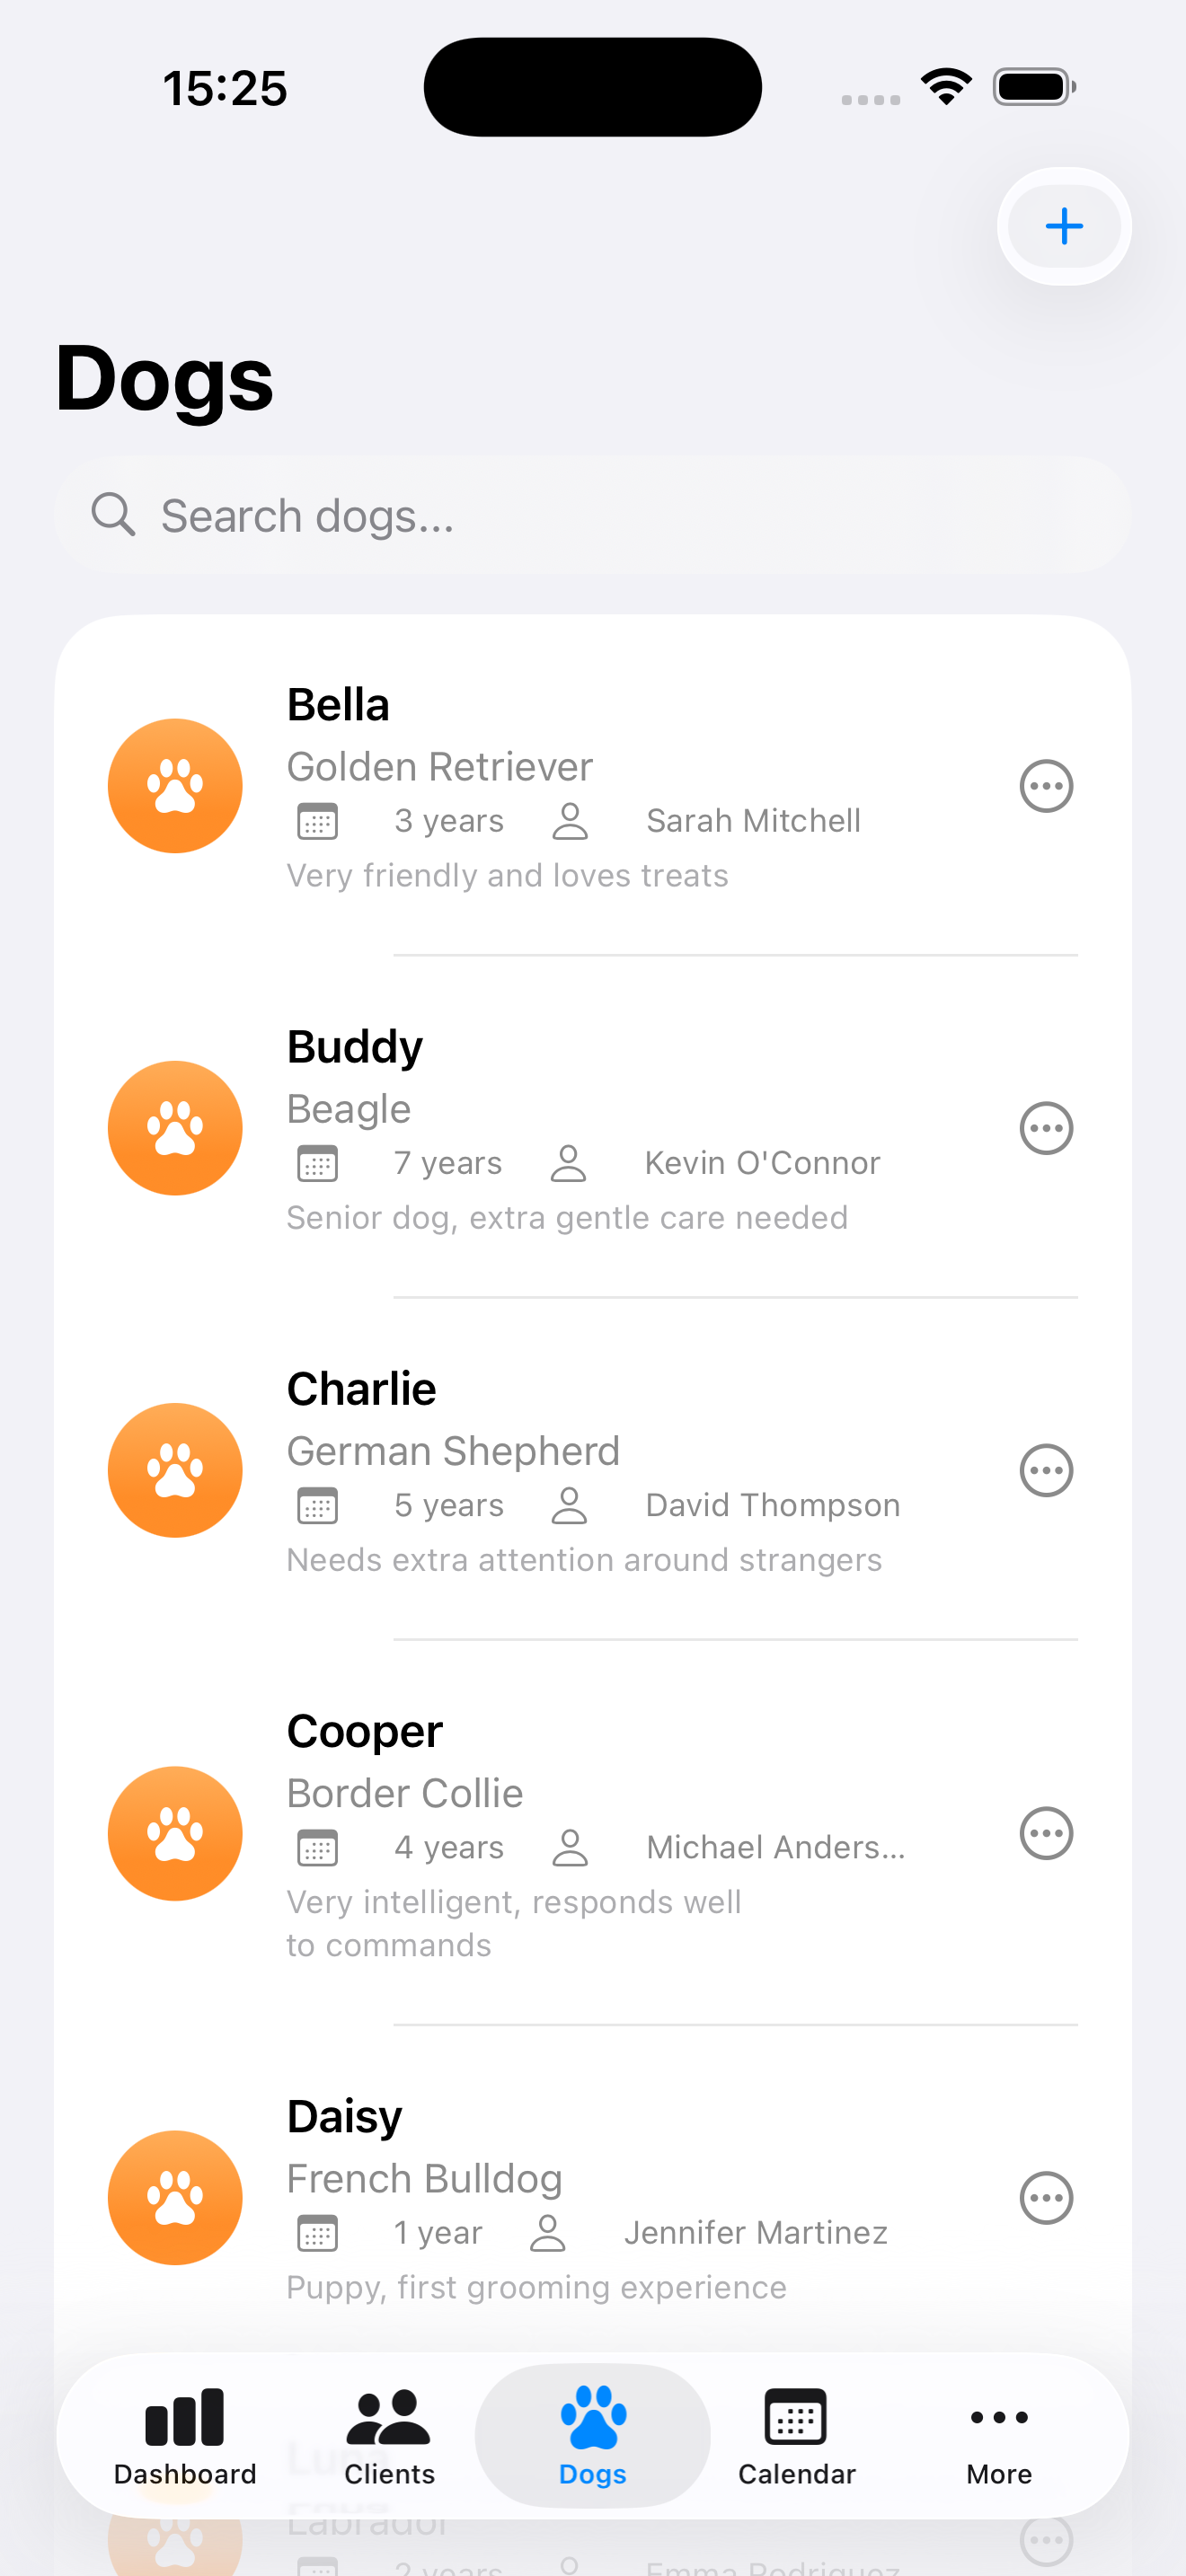 15:25
Dogs
Search dogs...
Bella
Golden Retriever
3 years Sarah Mitchell
Very friendly and loves treats
Buddy
Beagle
7 years Kevin O'Connor
Senior dog, extra gentle care needed
Charlie
German Shepherd
5 years David Thompson
Needs extra attention around strangers
Cooper
Border Collie
4 years Michael Anders...
Very intelligent, responds well
to commands
Daisy
French Bulldog
1 year Jennifer Martinez
Puppy, first grooming experience
Luna
Dashboard Clients Dogs Calendar More
Labrador
2 years Emma Rodriguez